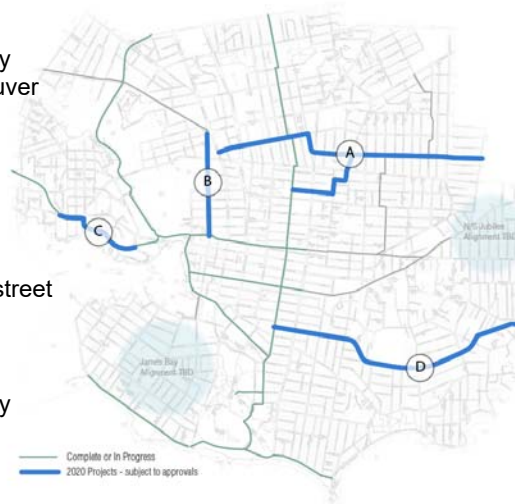 y
uver
street
y
A
B
C
D
N/S Jubilee
Alignment TBD
James Bay
Alignment TBD
Complete or In Progress
2020 Projects - subject to approvals